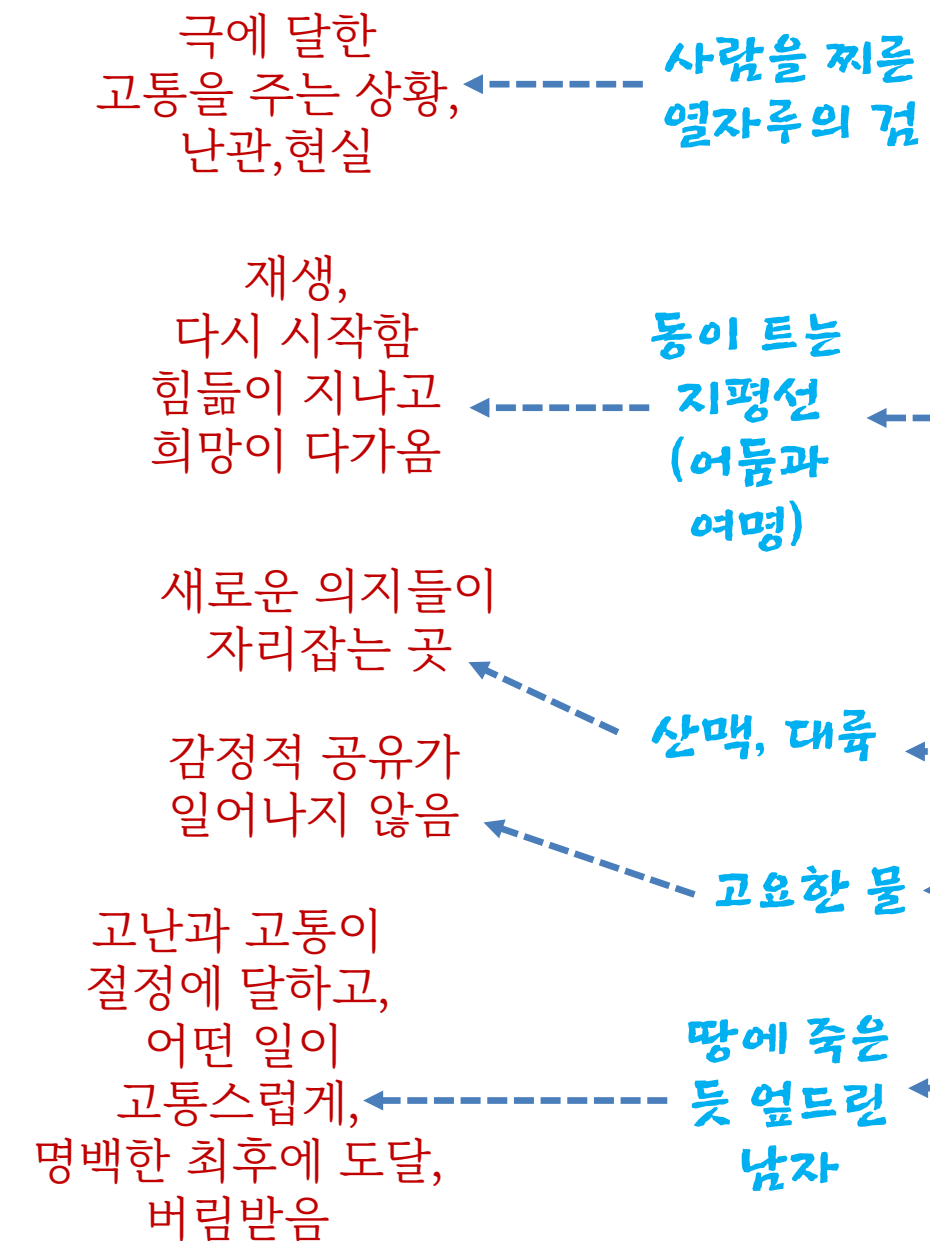 극에 달한
고통을 주는 상황,
난관,현실
사람을 찌른
열자루의 검
재생,
다시 시작함
힘듦이 지나고
희망이 다가옴
동이 트는
지평선
(어둠과
여명)
새로운 의지들이
자리잡는 곳
산맥, 대륙
감정적 공유가
일어나지 않음
고요한 물
고난과 고통이
절정에 달하고,
어떤 일이
고통스럽게,
명백한 최후에 도달,
버림받음
땅에 죽은
듯 엎드린
남자